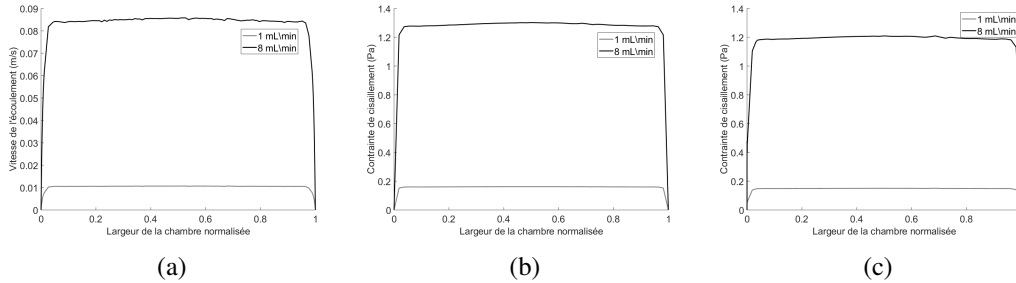 0.09
0.08
0.07
0.06
0.05
0.04
0.03
0.02
0.01
0
Vitesse de l'écoulement (m/s)
1 mL\min
8 mL\min
0 0.2 0.4 0.6 0.8 1
Largeur de la chambre normalisée
(a)
1.4
1.2
1
0.8
0.6
0.4
0.2
0
Contrainte de cisaillement (Pa)
1 mL\min
8 mL\min
0 0.2 0.4 0.6 0.8 1
Largeur de la chambre normalisée
(b)
1.4
1.2
1
0.8
0.6
0.4
0.2
0
Contrainte de cisaillement (Pa)
1 mL\min
8 mL\min
0 0.2 0.4 0.6 0.8
Largeur de la chambre normalisée
(c)